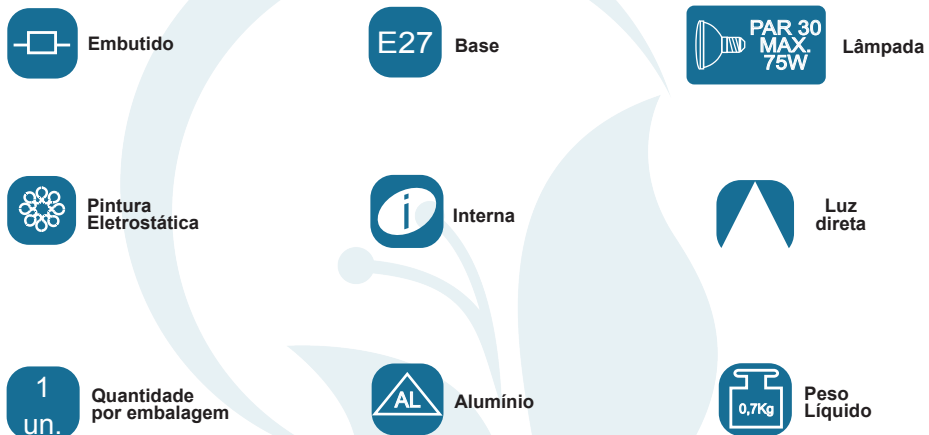 Embutido
E27
Base
PAR 30
MAX.
75W
Lâmpada
Pintura
Eletrostática
i
Interna
Luz
direta
1
un.
Quantidade
por embalagem
AL
Alumínio
0,7Kg
Peso
Líquido